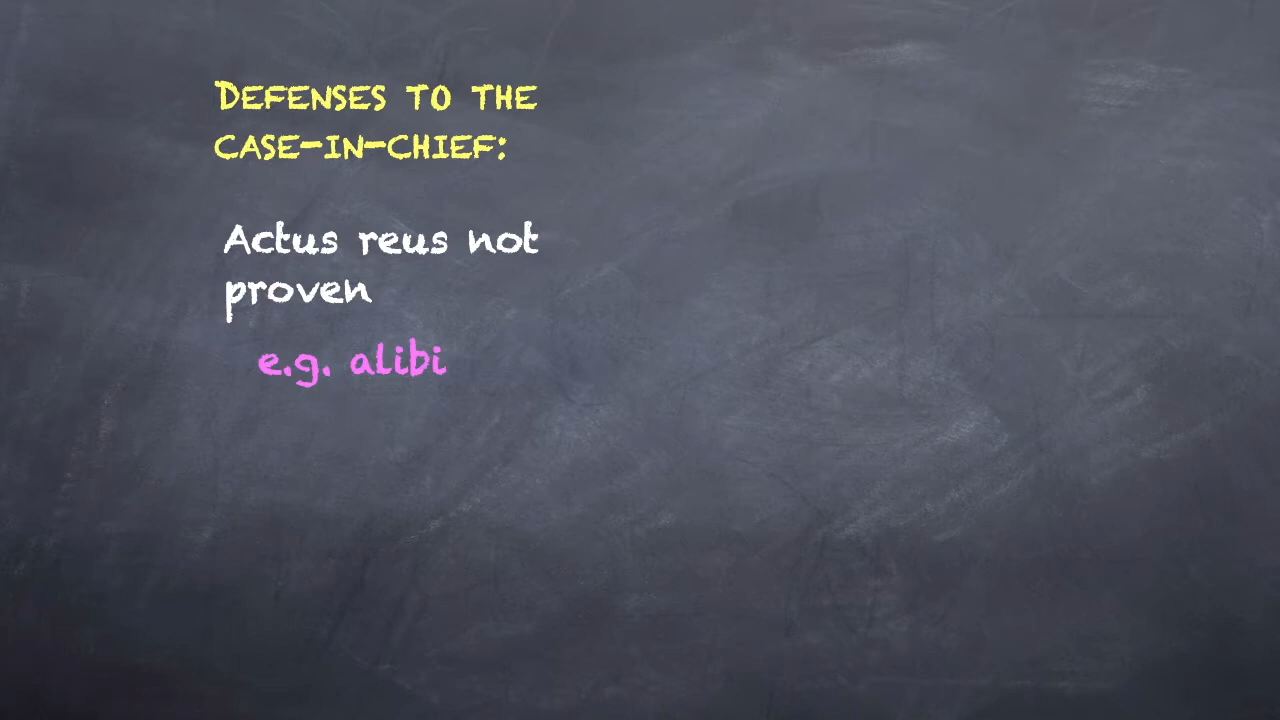 DEFENSES TO THE
CASE-IN-CHIEF:
Actus reus not
proven
e.g. alibi